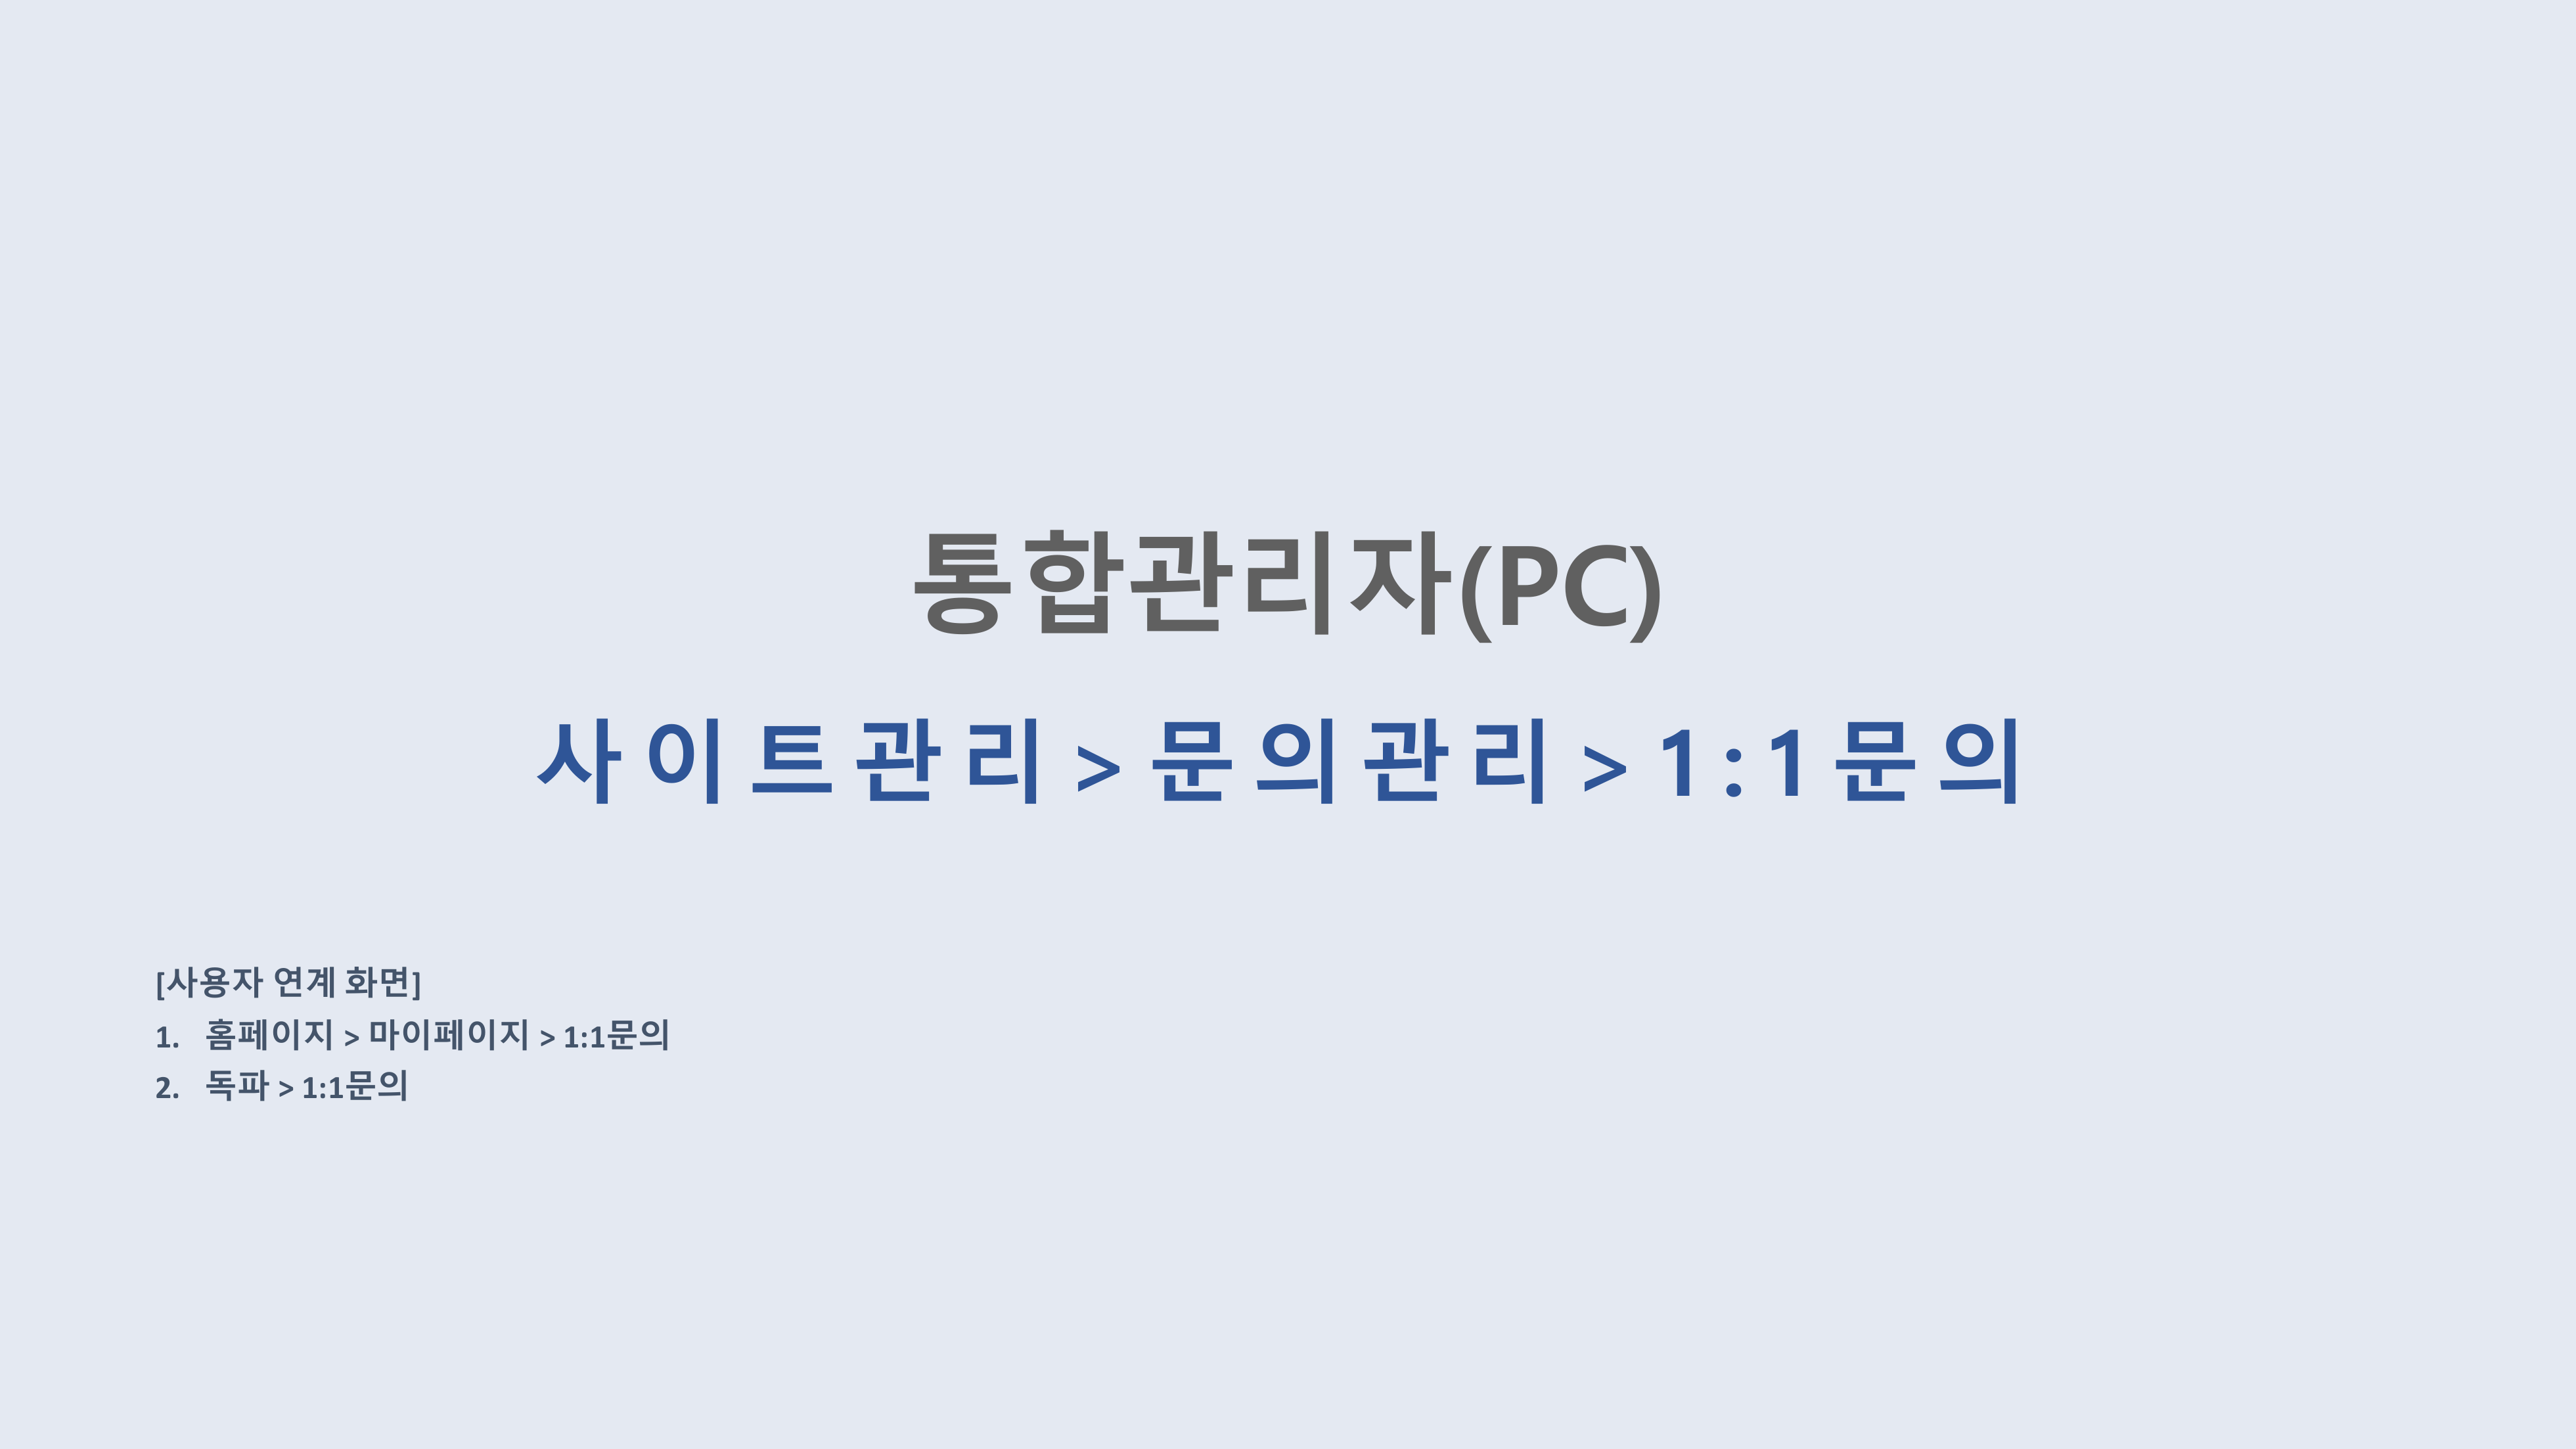 통합관리자(PC)
사이트관리 > 문의관리 > 1:1문의
[사용자 연계 화면]
1. 홈페이지 > 마이페이지 > 1:1문의
2. 독파 > 1:1문의